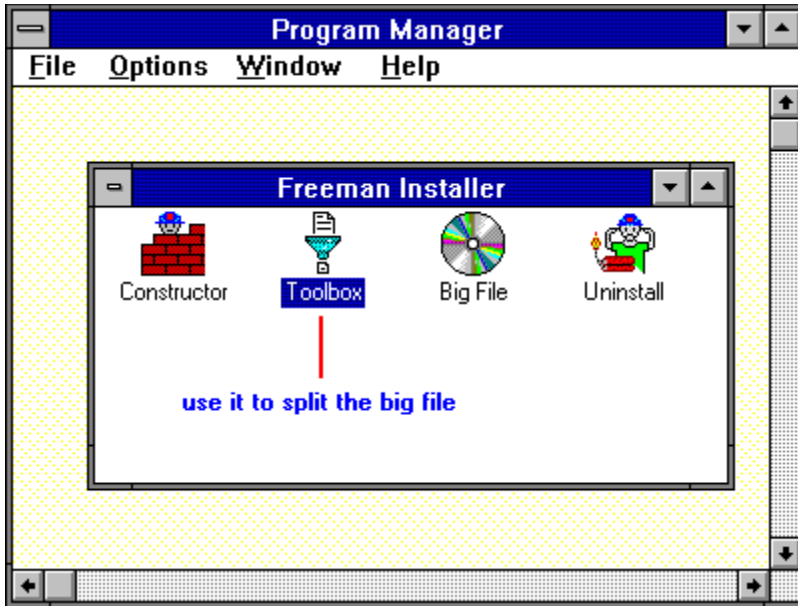 Program Manager
File Options Window Help
Freeman Installer
Constructor Toolbox Big File Uninstall
use it to split the big file